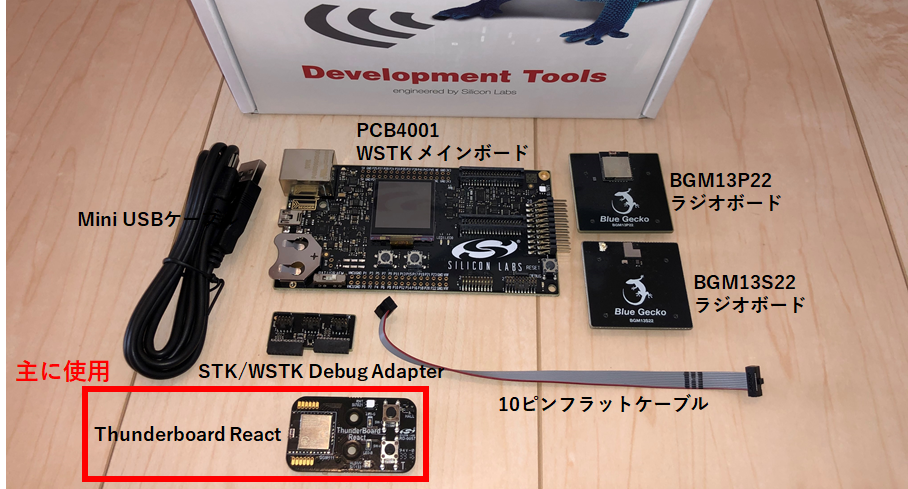 Development Tools
engineered by Silicon Labs
PCB4001
WSTK メインボード
BGM13P22
ラジオボード
Blue Gecko
Mini USBケー
SILICON LABS
RESET
BGM13S22
ラジオボード
Blue Gecko
主に使用
STK/WSTK Debug Adapter
10ピンフラットケーブル
Thunderboard React
ThunderBoard
React